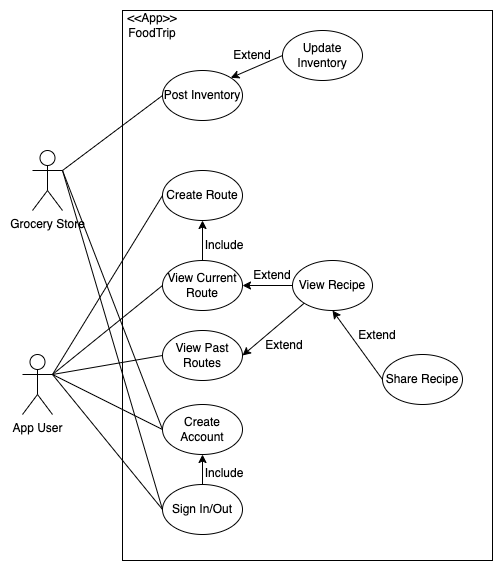 <<App>>
FoodTrip
Extend
Update
Inventory
Post Inventory
Grocery Store
Create Route
Include
View Current
Route
Extend
View Recipe
View Past
Routes
Extend
Extend
Share Recipe
App User
Create
Account
Include
Sign In/Out